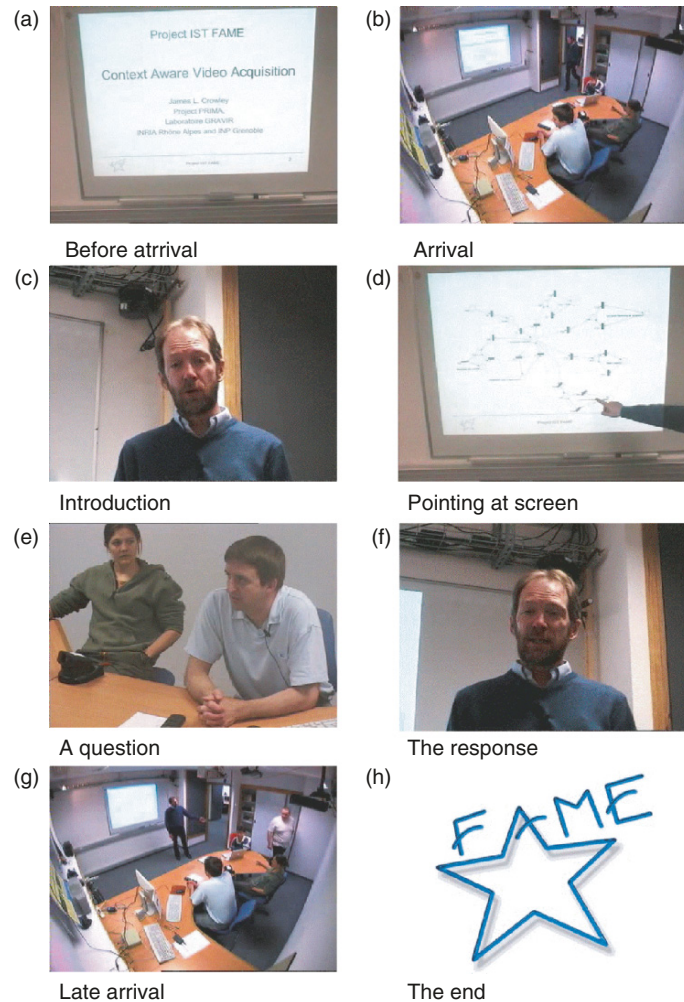 (a)
Project IST FAME
Context Aware Video Acquisition
James L. Crowley
Project PRIMA,
Laboratoire GRAVIR
INRIA Rhône Alpes and INP Grenoble
Before atrrival
(b)
Arrival
(c)
Introduction
(d)
Pointing at screen
(e)
A question
(f)
The response
(g)
Late arrival
(h)
FAME
The end